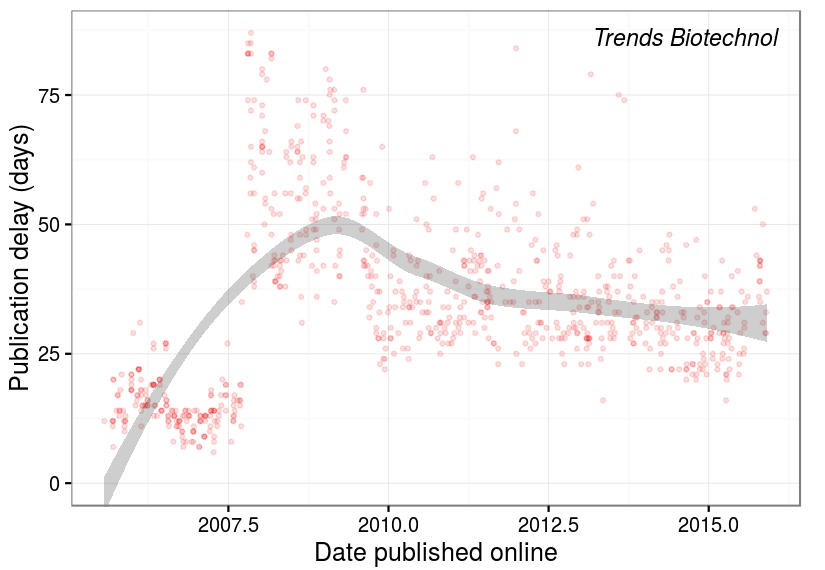 Trends Biotechnol
Publication delay (days)
75
50
25
0
2007.5 2010.0 2012.5 2015.0
Date published online